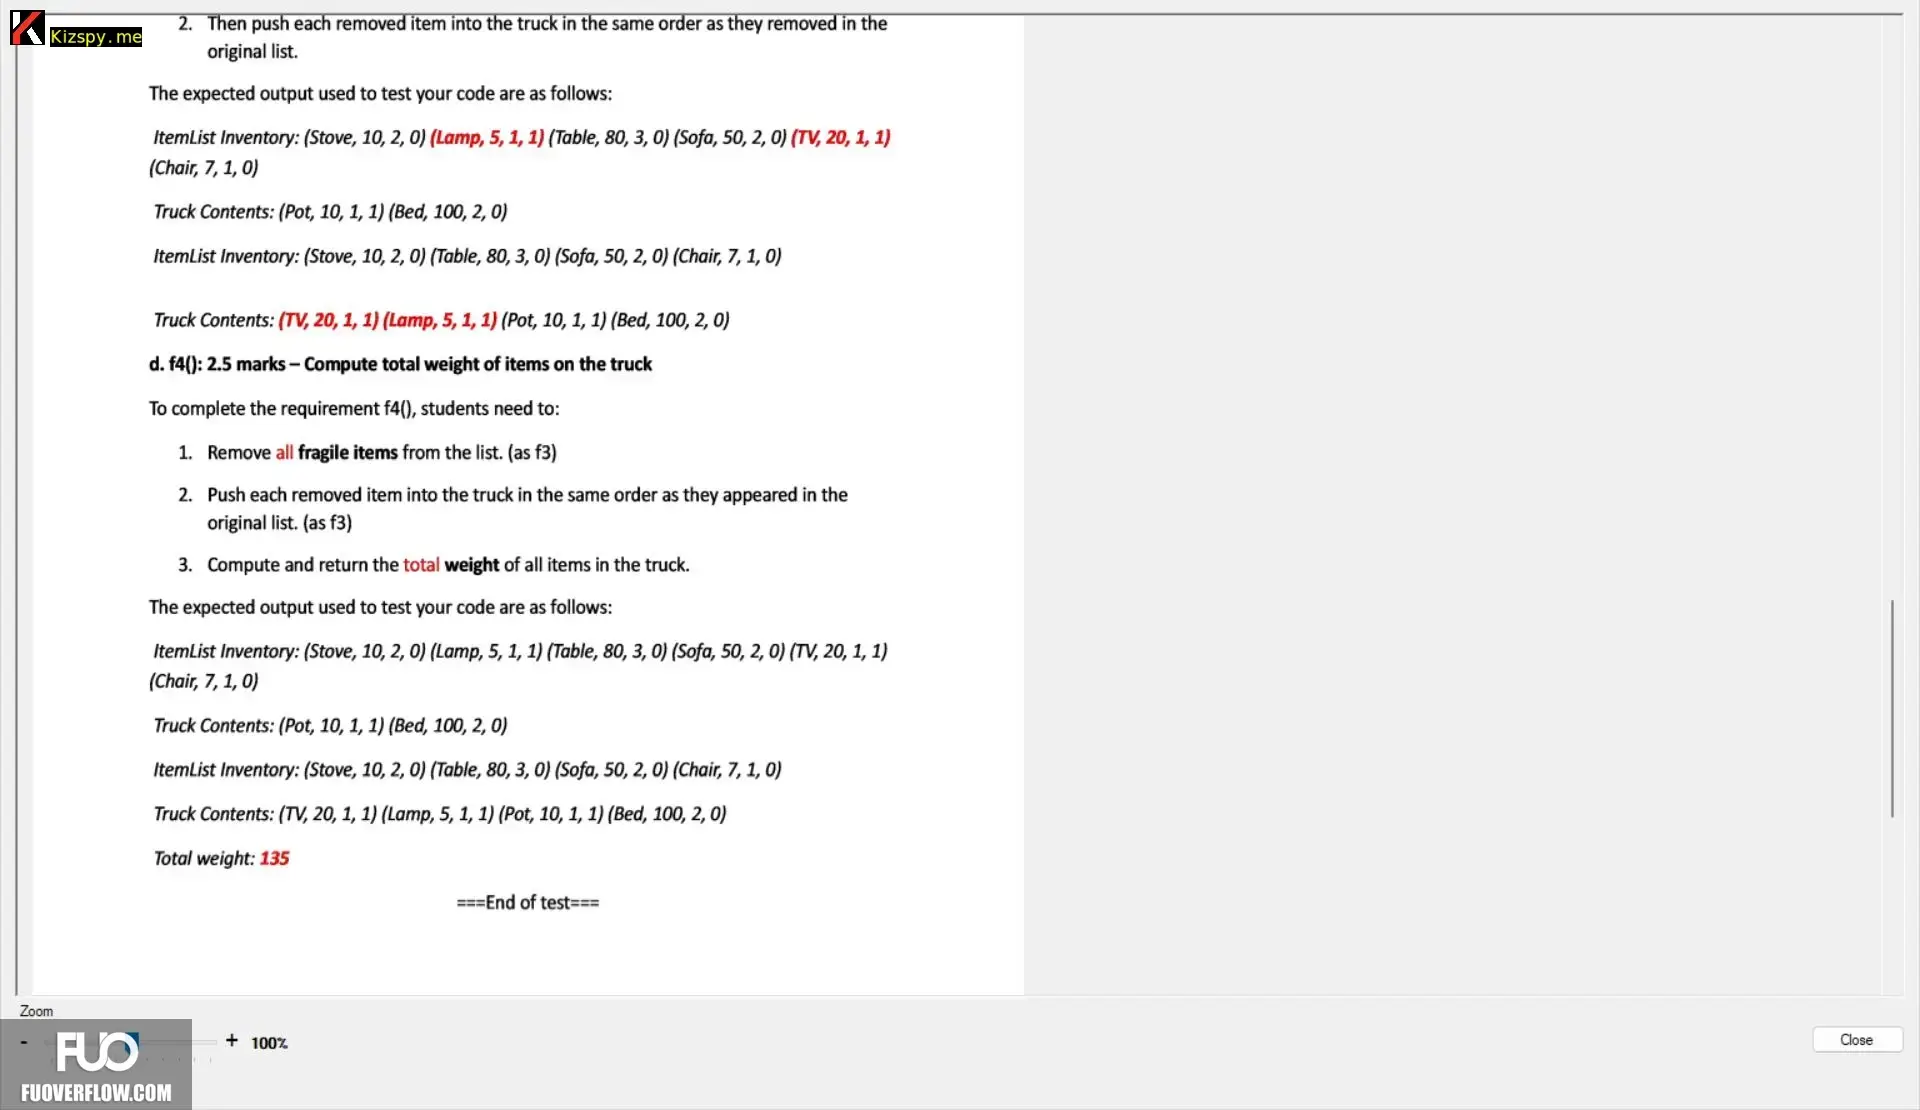 Kizspy.me
2. Then push each removed item into the truck in the same order as they removed in the
original list.
The expected output used to test your code are as follows:
ItemList Inventory: (Stove, 10, 2, 0) (Lamp, 5, 1, 1) (Table, 80, 3, 0) (Sofa, 50, 2, 0) (TV, 20, 1, 1)
(Chair, 7, 1, 0)
Truck Contents: (Pot, 10, 1, 1) (Bed, 100, 2, 0)
ItemList Inventory: (Stove, 10, 2, 0) (Table, 80, 3, 0) (Sofa, 50, 2, 0) (Chair, 7, 1, 0)
Truck Contents: (TV, 20, 1, 1) (Lamp, 5, 1, 1) (Pot, 10, 1, 1) (Bed, 100, 2, 0)
d. f4(): 2.5 marks – Compute total weight of items on the truck
To complete the requirement f4(), students need to:
1. Remove all fragile items from the list. (as f3)
2. Push each removed item into the truck in the same order as they appeared in the
original list. (as f3)
3. Compute and return the total weight of all items in the truck.
The expected output used to test your code are as follows:
ItemList Inventory: (Stove, 10, 2, 0) (Lamp, 5, 1, 1) (Table, 80, 3, 0) (Sofa, 50, 2, 0) (TV, 20, 1, 1)
(Chair, 7, 1, 0)
Truck Contents: (Pot, 10, 1, 1) (Bed, 100, 2, 0)
ItemList Inventory: (Stove, 10, 2, 0) (Table, 80, 3, 0) (Sofa, 50, 2, 0) (Chair, 7, 1, 0)
Truck Contents: (TV, 20, 1, 1) (Lamp, 5, 1, 1) (Pot, 10, 1, 1) (Bed, 100, 2, 0)
Total weight: 135
===End of test===
Zoom
- + 100%
Close
FUO
FUOVERFLOW.COM